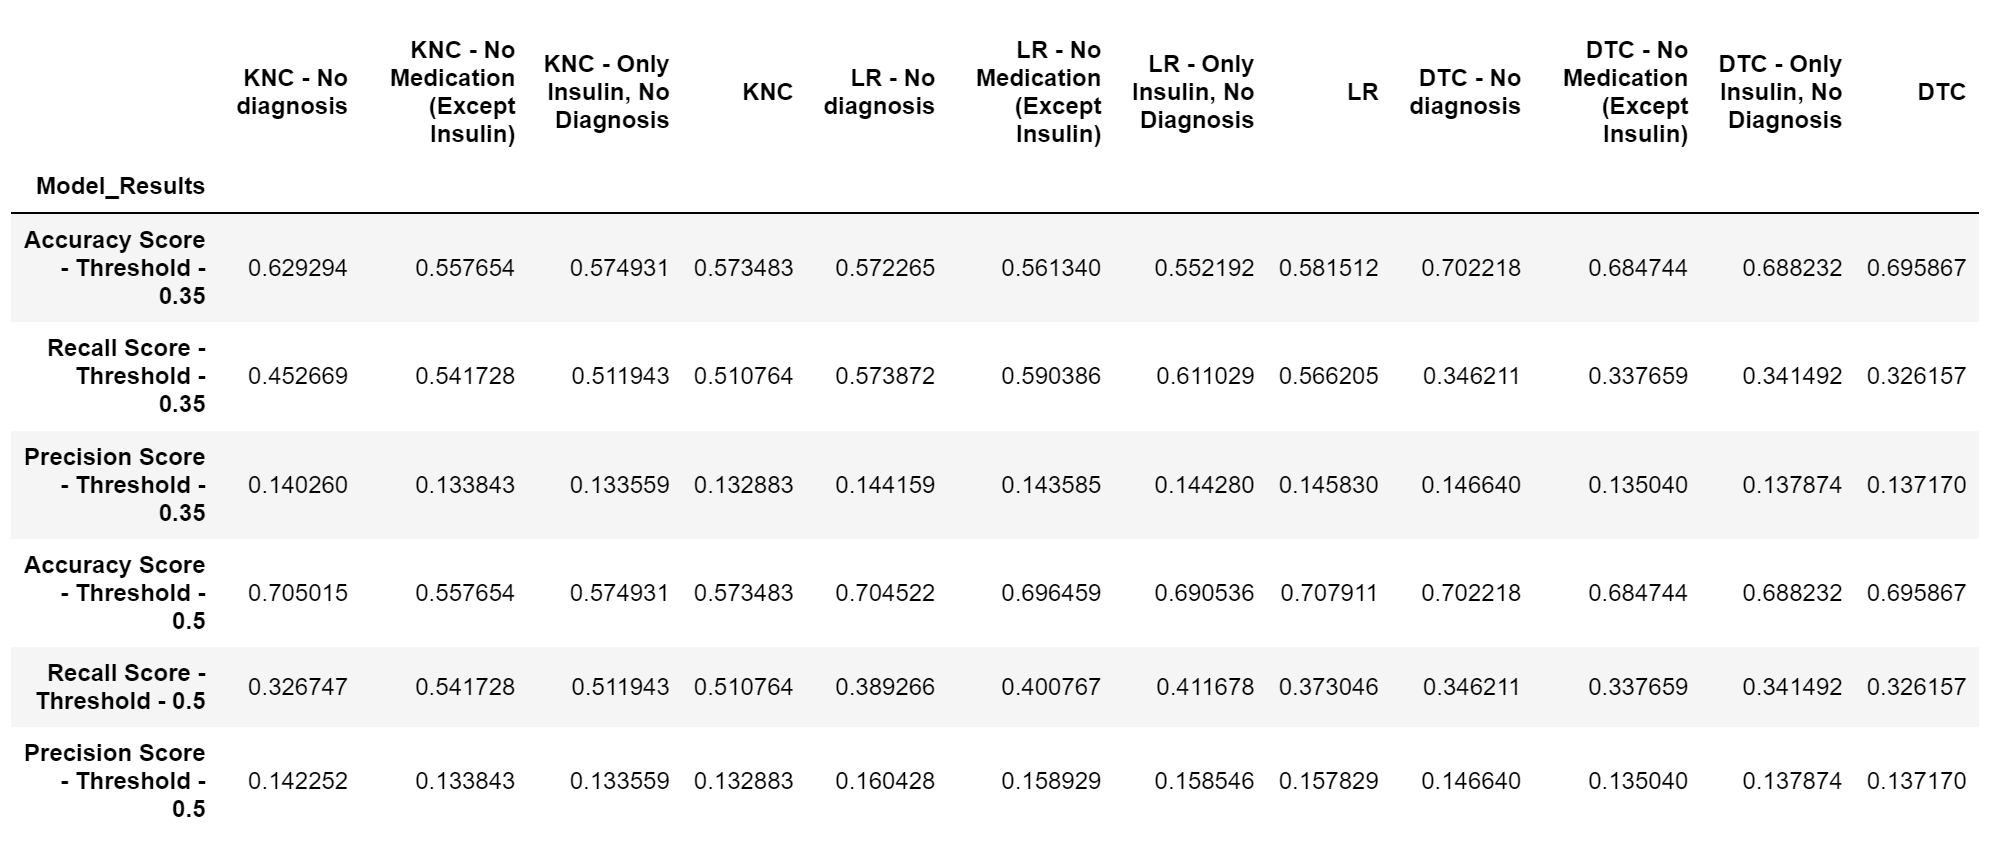 KNC - No diagnosis KNC - No Medication (Except Insulin) KNC - Only Insulin, No Diagnosis KNC LR - No diagnosis LR - No Medication (Except Insulin) LR - Only Insulin, No Diagnosis LR DTC - No diagnosis DTC - No Medication (Except Insulin) DTC - Only Insulin, No Diagnosis DTC
Model_Results
Accuracy Score - Threshold - 0.35 0.629294 0.557654 0.574931 0.573483 0.572265 0.561340 0.552192 0.581512 0.702218 0.684744 0.688232 0.695867
Recall Score - Threshold - 0.35 0.452669 0.541728 0.511943 0.510764 0.573872 0.590386 0.611029 0.566205 0.346211 0.337659 0.341492 0.326157
Precision Score - Threshold - 0.35 0.140260 0.133843 0.133559 0.132883 0.144159 0.143585 0.144280 0.145830 0.146640 0.135040 0.137874 0.137170
Accuracy Score - Threshold - 0.5 0.705015 0.557654 0.574931 0.573483 0.704522 0.696459 0.690536 0.707911 0.702218 0.684744 0.688232 0.695867
Recall Score - Threshold - 0.5 0.326747 0.541728 0.511943 0.510764 0.389266 0.400767 0.411678 0.373046 0.346211 0.337659 0.341492 0.326157
Precision Score - Threshold - 0.5 0.142252 0.133843 0.133559 0.132883 0.160428 0.158929 0.158546 0.157829 0.146640 0.135040 0.137874 0.137170